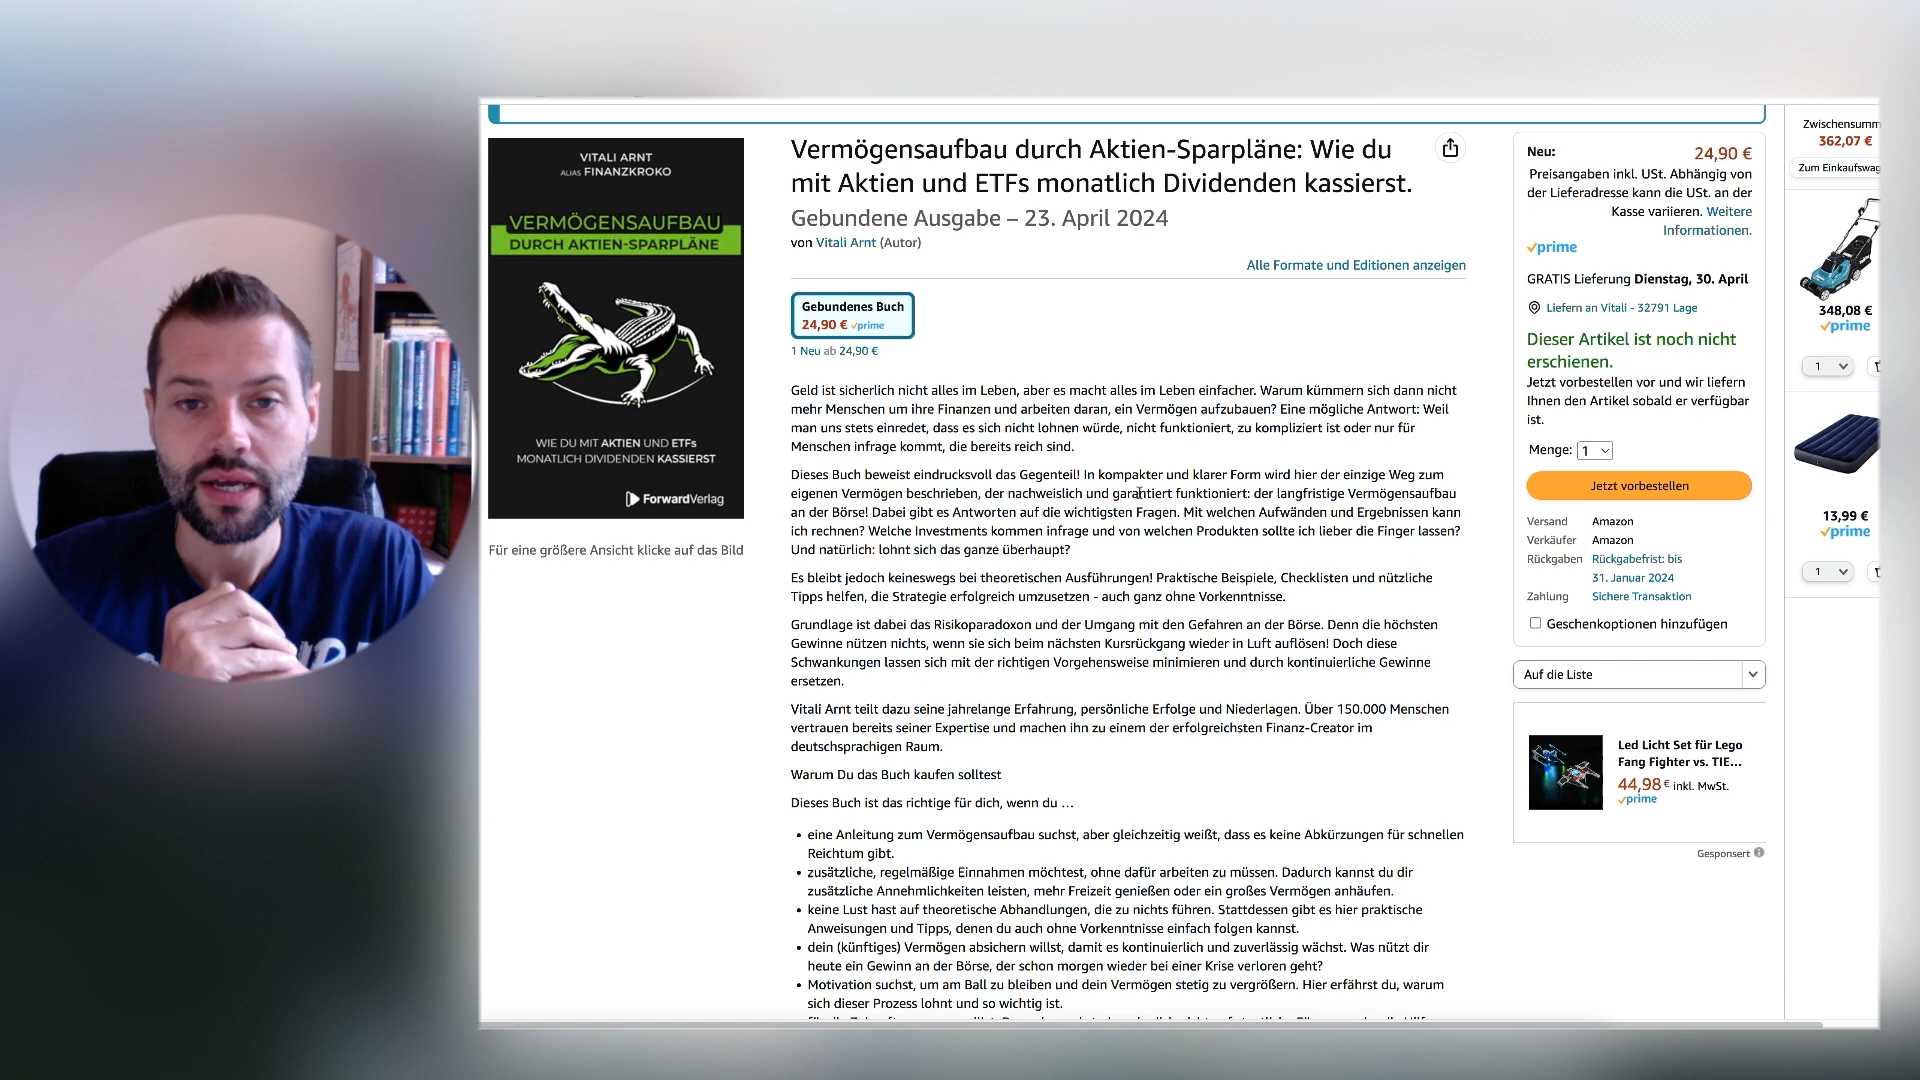 VITALI ARNT
ALIAS FINANZKROKO
VERMÖGENSAUFBAU
DURCH AKTIEN-SPARPLÄNE
WIE DU MIT AKTIEN UND ETFs
MONATLICH DIVIDENDEN KASSIERST
ForwardVerlag
Für eine größere Ansicht klicke auf das Bild
Vermögensaufbau durch Aktien-Sparpläne: Wie du
mit Aktien und ETFs monatlich Dividenden kassierst.
Gebundene Ausgabe – 23. April 2024
von Vitali Arnt (Autor)
Alle Formate und Editionen anzeigen
Gebundenes Buch
24,90 € prime
1 Neu ab 24,90 €
Geld ist sicherlich nicht alles im Leben, aber es macht alles im Leben einfacher. Warum kümmern sich dann nicht
mehr Menschen um ihre Finanzen und arbeiten daran, ein Vermögen aufzubauen? Eine mögliche Antwort: Weil
man uns stets einredet, dass es sich nicht lohnen würde, nicht funktioniert, zu kompliziert ist oder nur für
Menschen infrage kommt, die bereits reich sind.
Dieses Buch beweist eindrucksvoll das Gegenteil! In kompakter und klarer Form wird hier der einzige Weg zum
eigenen Vermögen beschrieben, der nachweislich und garantiert funktioniert: der langfristige Vermögensaufbau
an der Börse! Dabei gibt es Antworten auf die wichtigsten Fragen. Mit welchen Aufwänden und Ergebnissen kann
ich rechnen? Welche Investments kommen infrage und von welchen Produkten sollte ich lieber die Finger lassen?
Und natürlich: lohnt sich das ganze überhaupt?
Es bleibt jedoch keineswegs bei theoretischen Ausführungen! Praktische Beispiele, Checklisten und nützliche
Tipps helfen, die Strategie erfolgreich umzusetzen - auch ganz ohne Vorkenntnisse.
Grundlage ist dabei das Risikoparadoxon und der Umgang mit den Gefahren an der Börse. Denn die höchsten
Gewinne nützen nichts, wenn sie sich beim nächsten Kursrückgang wieder in Luft auflösen! Doch diese
Schwankungen lassen sich mit der richtigen Vorgehensweise minimieren und durch kontinuierliche Gewinne
ersetzen.
Vitali Arnt teilt dazu seine jahrelange Erfahrung, persönliche Erfolge und Niederlagen. Über 150.000 Menschen
vertrauen bereits seiner Expertise und machen ihn zu einem der erfolgreichsten Finanz-Creator im
deutschsprachigen Raum.
Warum Du das Buch kaufen solltest
Dieses Buch ist das richtige für dich, wenn du …
• eine Anleitung zum Vermögensaufbau suchst, aber gleichzeitig weißt, dass es keine Abkürzungen für schnellen
Reichtum gibt.
• zusätzliche, regelmäßige Einnahmen möchtest, ohne dafür arbeiten zu müssen. Dadurch kannst du dir
zusätzliche Annehmlichkeiten leisten, mehr Freizeit genießen oder ein großes Vermögen anhäufen.
• keine Lust hast auf theoretische Abhandlungen, die zu nichts führen. Stattdessen gibt es hier praktische
Anweisungen und Tipps, denen du auch ohne Vorkenntnisse einfach folgen kannst.
• dein (künftiges) Vermögen absichern willst, damit es kontinuierlich und zuverlässig wächst. Was nützt dir
heute ein Gewinn an der Börse, der schon morgen wieder bei einer Krise verloren geht?
• Motivation suchst, um am Ball zu bleiben und dein Vermögen stetig zu vergrößern. Hier erfährst du, warum
sich dieser Prozess lohnt und so wichtig ist.
Neu: 24,90 €
Preisangaben inkl. USt. Abhängig von
der Lieferadresse kann die USt. an der
Kasse variieren. Weitere
Informationen.
prime
GRATIS Lieferung Dienstag, 30. April
Liefern an Vitali - 32791 Lage
Dieser Artikel ist noch nicht
erschienen.
Jetzt vorbestellen vor und wir liefern
Ihnen den Artikel sobald er verfügbar
ist.
Menge: 1
Jetzt vorbestellen
Versand Amazon
Verkäufer Amazon
Rückgaben Rückgabefrist: bis
31. Januar 2024
Zahlung Sichere Transaktion
Geschenkoptionen hinzufügen
Auf die Liste
Led Licht Set für Lego
Fang Fighter vs. TIE...
44,98 € inkl. MwSt.
prime
Gesponsert
Zwischensumm
362,07 €
Zum Einkaufswag
348,08 €
prime
1
13,99 €
prime
1